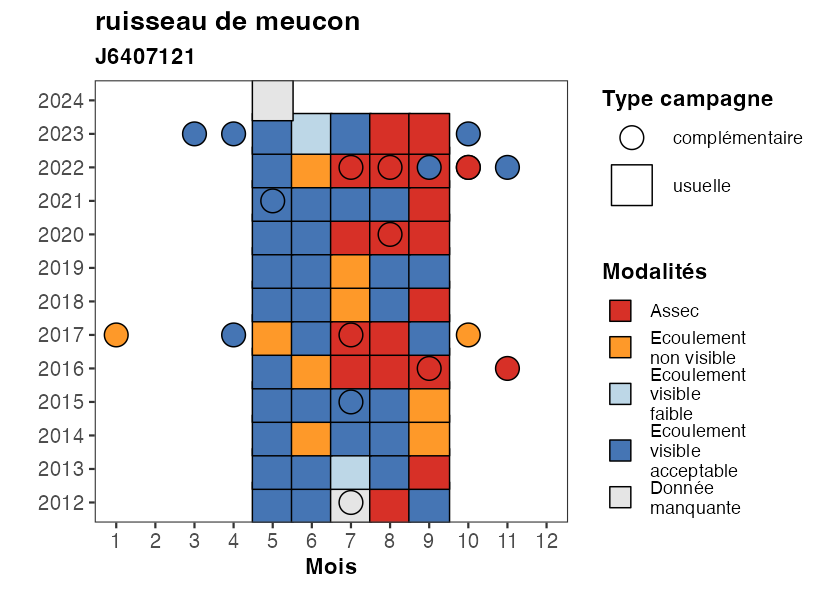 ruisseau de meucon
J6407121
2024
2023
2022
2021
2020
2019
2018
2017
2016
2015
2014
2013
2012
1 2 3 4 5 6 7 8 9 10 11 12
Mois
Type campagne
complémentaire
usuelle
Modalités
Assec
Ecoulement
non visible
Ecoulement
visible
faible
Ecoulement
visible
acceptable
Donnée
manquante